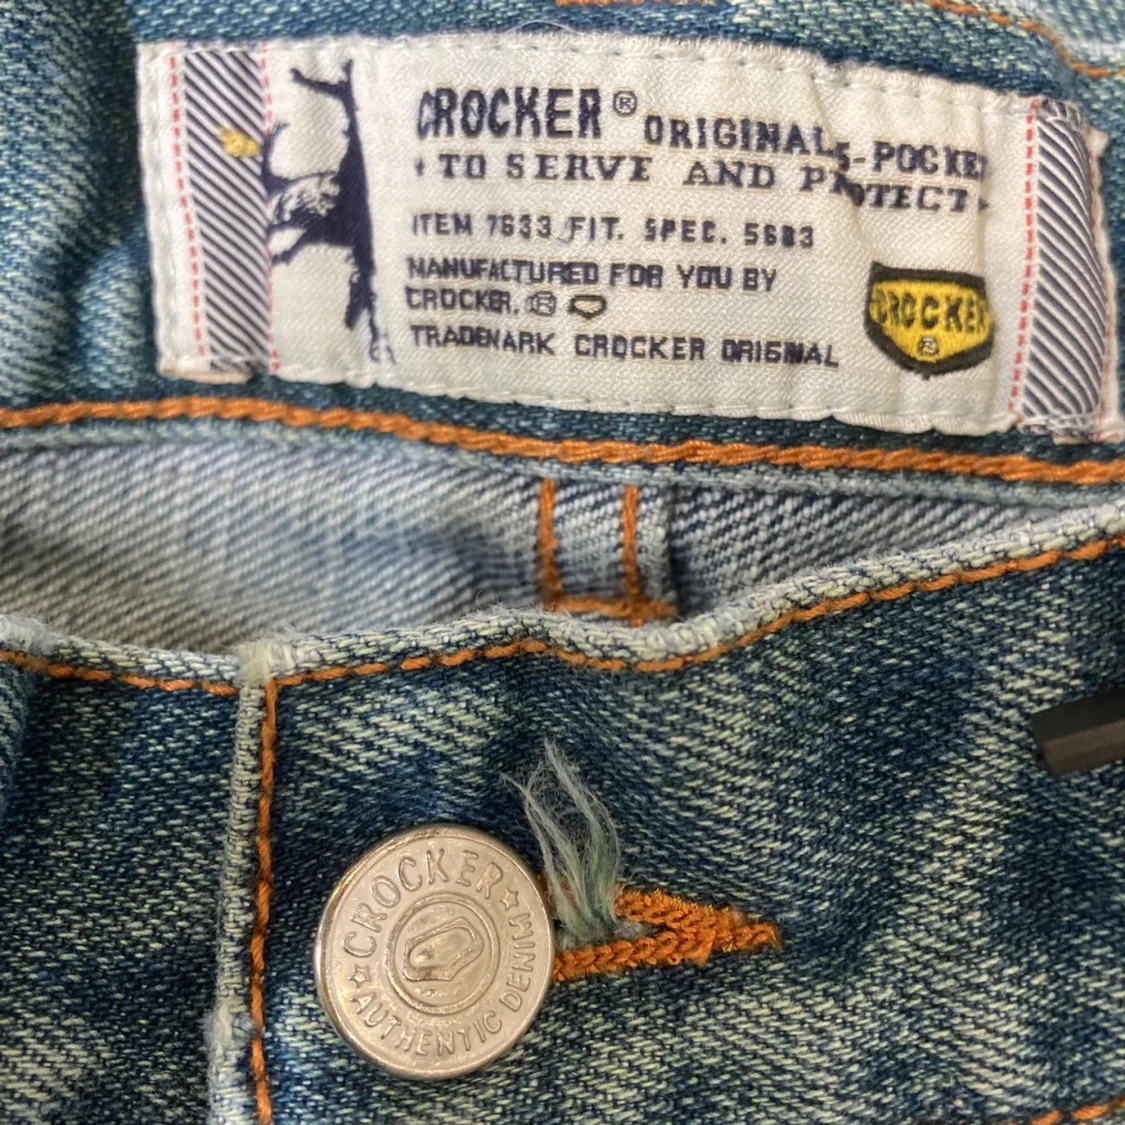 CROCKER® ORIGINAL 5-POCKE
TO SERVE AND PROTECT
ITEM 7633 FIT. SPEC. 5683
MANUFACTURED FOR YOU BY
CROCKER. ®
TRADEMARK CROCKER ORIGINAL
CROCKER
®
CROCKER
AUTHENTIC DENIM